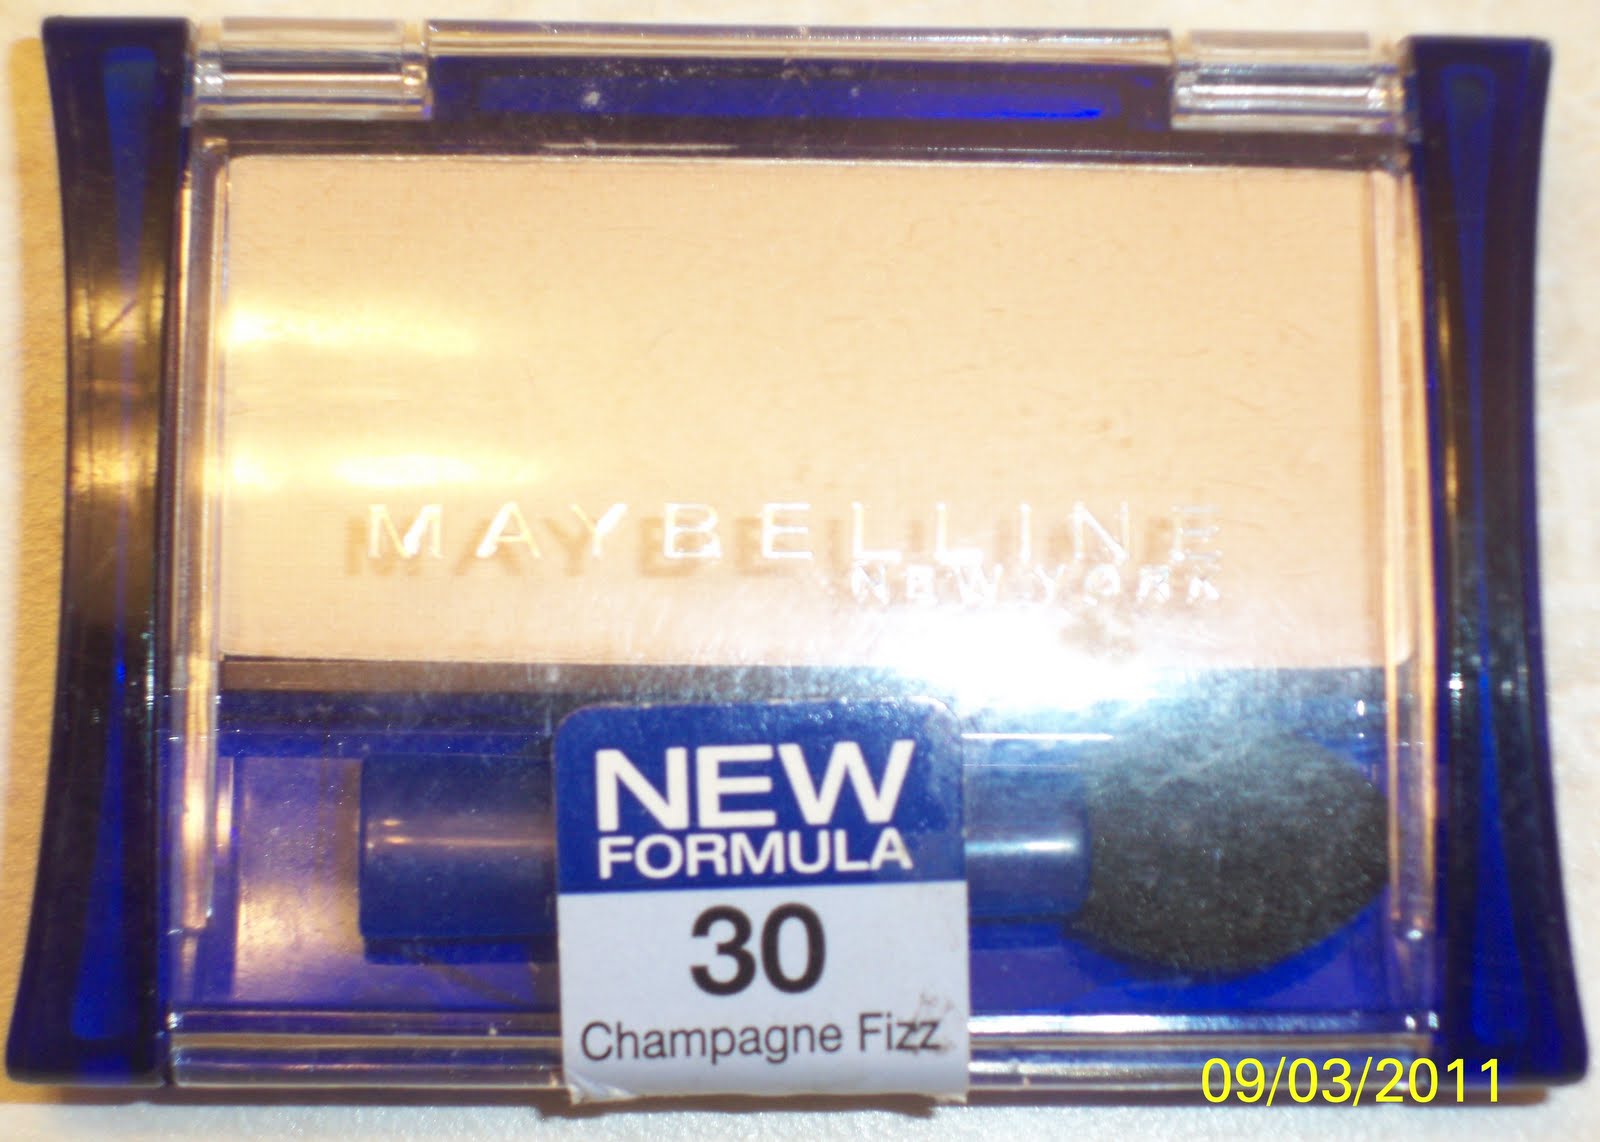 MAYBELLINE
NEW YORK
NEW
FORMULA
30
Champagne Fizz
09/03/2011